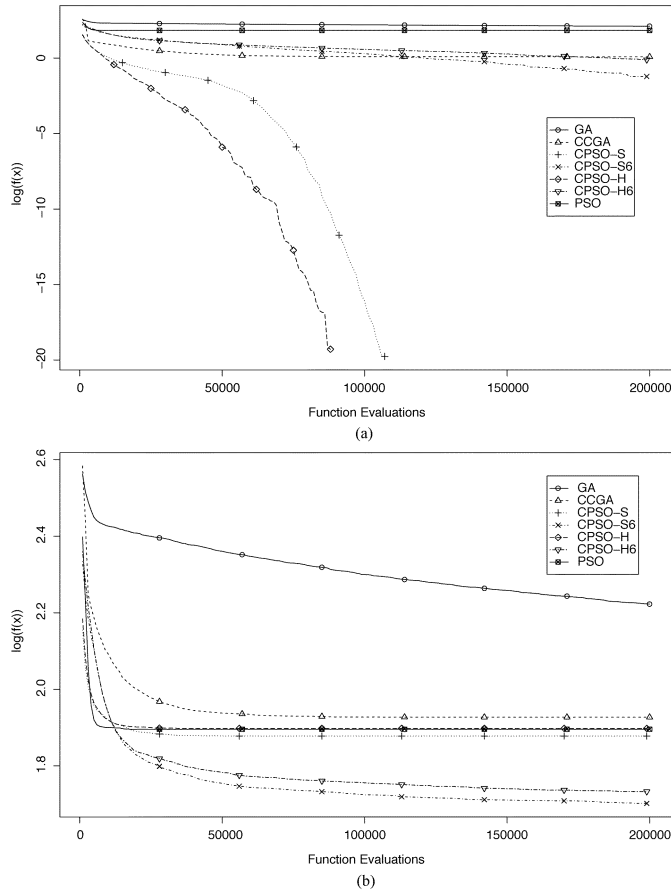 0
−5
−10
−15
−20
log(f(x))
GA
CCGA
CPSO−S
CPSO−S6
CPSO−H
CPSO−H6
PSO
0 50000 100000 150000 200000
Function Evaluations
(a)
2.6
2.4
2.2
2.0
1.8
log(f(x))
GA
CCGA
CPSO−S
CPSO−S6
CPSO−H
CPSO−H6
PSO
0 50000 100000 150000 200000
Function Evaluations
(b)